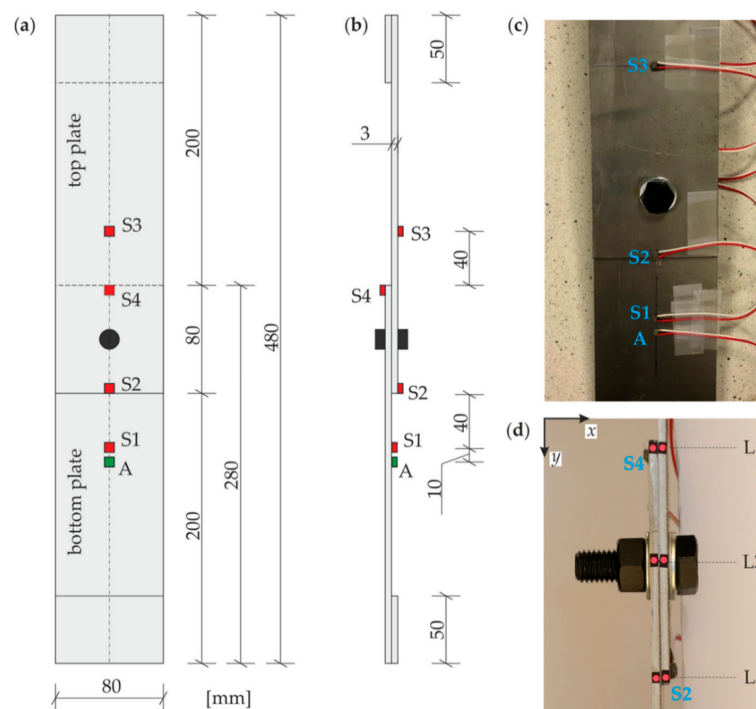 (a)
top plate
S3
S4
S2
S1
A
bottom plate
200
80
200
280
480
80
[mm]
(b)
50
3
S3
40
S4
S2
40
S1
A
10
50
(c)
S3
S2
S1
A
(d)
x
y
S4
S2